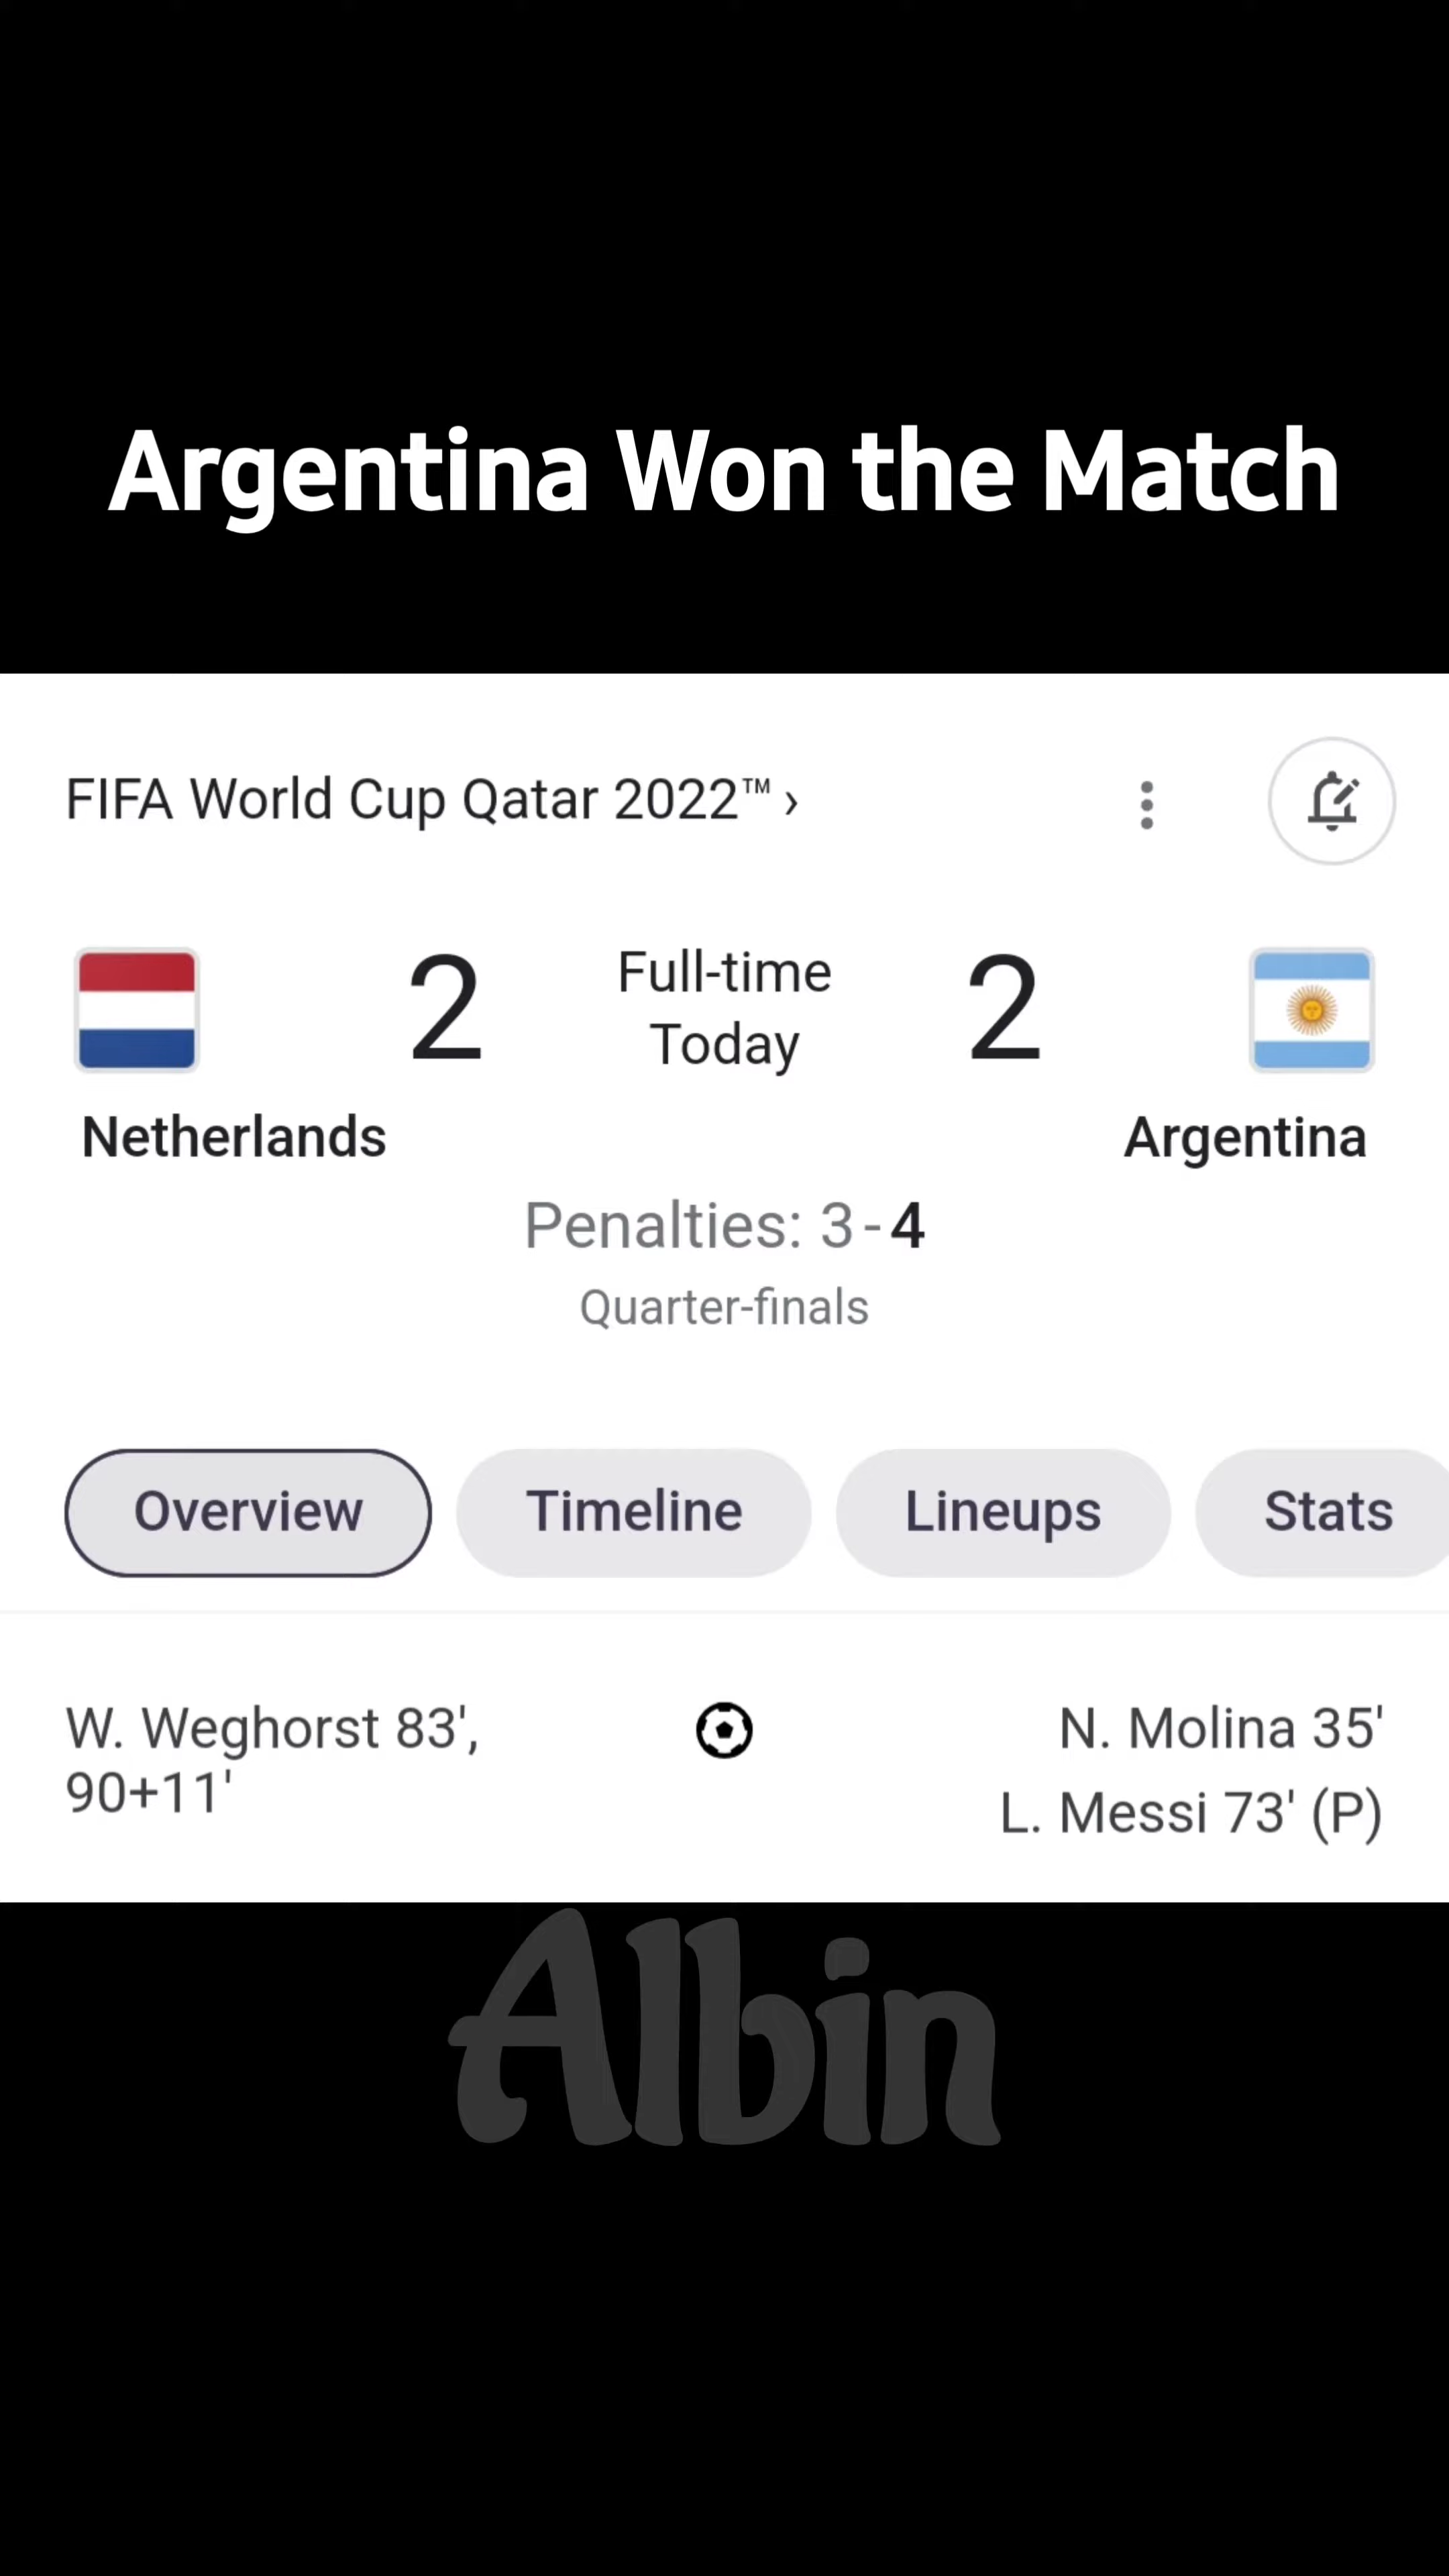 Argentina Won the Match
FIFA World Cup Qatar 2022™ ›
2 Full-time 2
Today
Netherlands Argentina
Penalties: 3 - 4
Quarter-finals
Overview Timeline Lineups Stats
W. Weghorst 83', N. Molina 35'
90+11' L. Messi 73' (P)
Albin